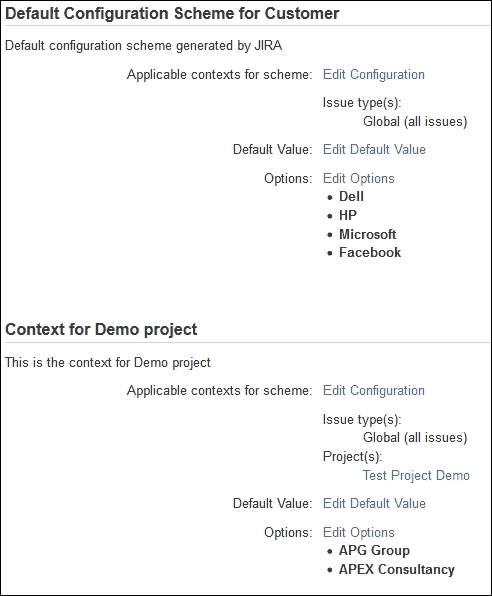 Default Configuration Scheme for Customer
Default configuration scheme generated by JIRA
Applicable contexts for scheme: Edit Configuration
Issue type(s):
Global (all issues)
Default Value: Edit Default Value
Options: Edit Options
• Dell
• HP
• Microsoft
• Facebook
Context for Demo project
This is the context for Demo project
Applicable contexts for scheme: Edit Configuration
Issue type(s):
Global (all issues)
Project(s):
Test Project Demo
Default Value: Edit Default Value
Options: Edit Options
• APG Group
• APEX Consultancy